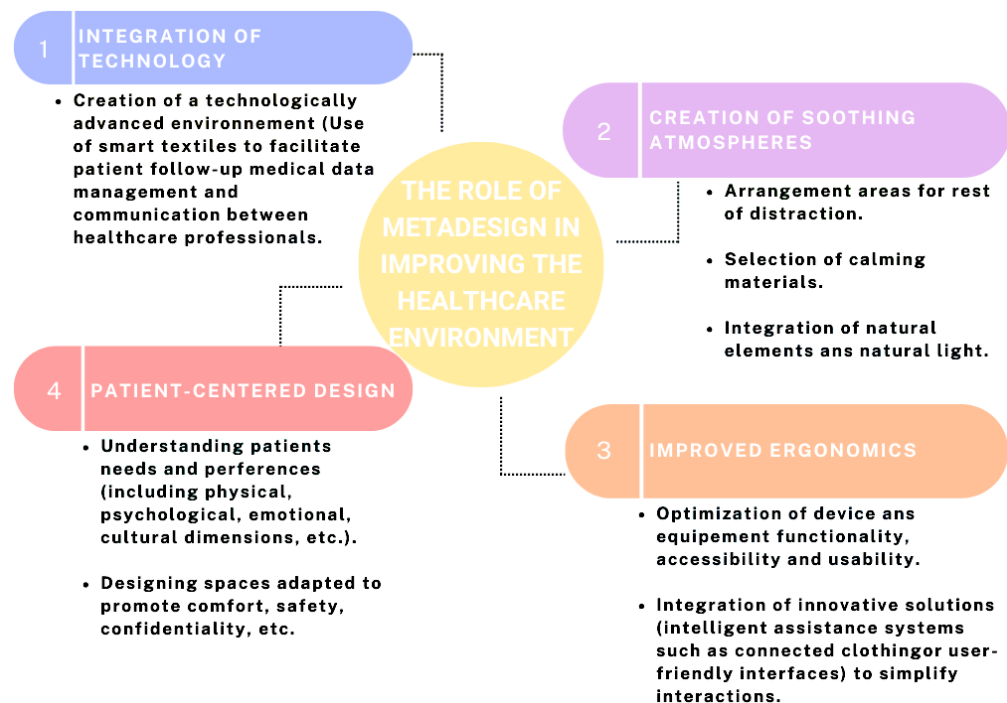 1
INTEGRATION OF
TECHNOLOGY
• Creation of a technologically
advanced environnement (Use
of smart textiles to facilitate
patient follow-up medical data
management and
communication between
healthcare professionals.
THE ROLE OF
METADESIGN IN
IMPROVING THE
HEALTHCARE
ENVIRONMENT
2
CREATION OF SOOTHING
ATMOSPHERES
• Arrangement areas for rest
of distraction.
• Selection of calming
materials.
• Integration of natural
elements ans natural light.
3
IMPROVED ERGONOMICS
• Optimization of device ans
equipement functionality,
accessibility and usability.
• Integration of innovative solutions
(intelligent assistance systems
such as connected clothingor user-
friendly interfaces) to simplify
interactions.
4
PATIENT-CENTERED DESIGN
• Understanding patients
needs and perferences
(including physical,
psychological, emotional,
cultural dimensions, etc.).
• Designing spaces adapted to
promote comfort, safety,
confidentiality, etc.